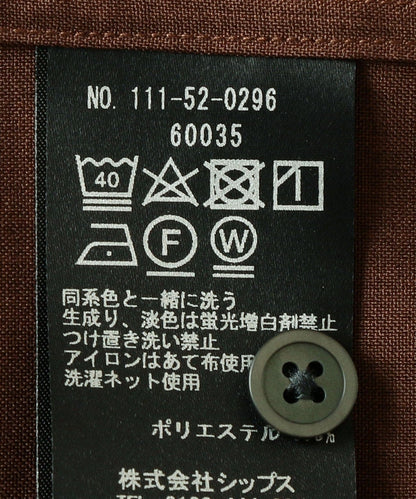 NO. 111-52-0296
60035
40
F W
同系色と一緒に洗う
生成り、淡色は蛍光増白剤禁止
つけ置き洗い禁止
アイロンはあて布使用
洗濯ネット使用
ポリエステル
株式会社シップス